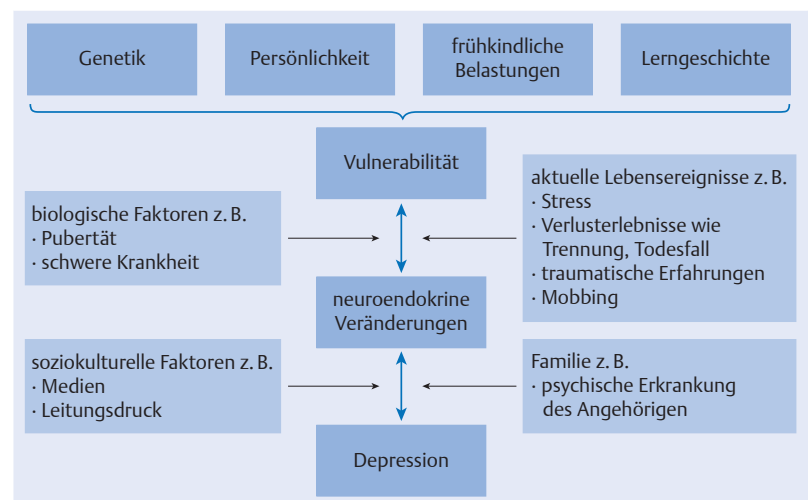 Genetik
Persönlichkeit
frühkindliche
Belastungen
Lerngeschichte
Vulnerabilität
biologische Faktoren z. B.
· Pubertät
· schwere Krankheit
aktuelle Lebensereignisse z. B.
· Stress
· Verlusterlebnisse wie
Trennung, Todesfall
· traumatische Erfahrungen
· Mobbing
neuroendokrine
Veränderungen
soziokulturelle Faktoren z. B.
· Medien
· Leitungsdruck
Familie z. B.
· psychische Erkrankung
des Angehörigen
Depression